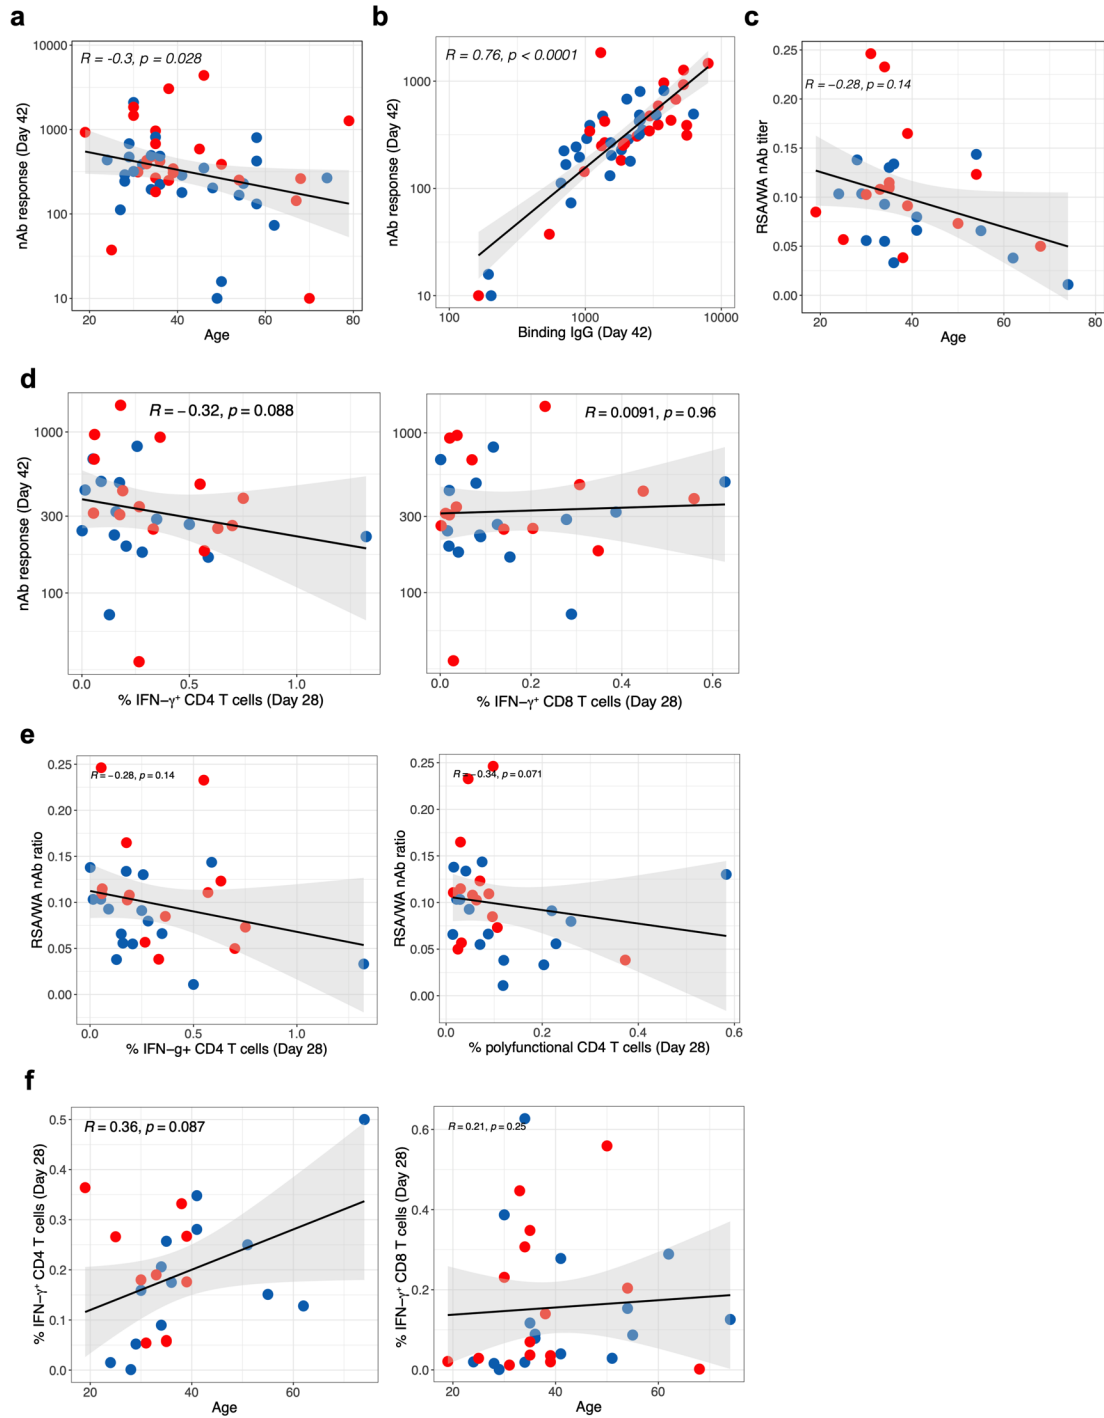 a
R = -0.3, p = 0.028
nAb response (Day 42)
10000
1000
100
10
20
40
60
80
Age
b
R = 0.76, p < 0.0001
nAb response (Day 42)
1000
100
10
100
1000
10000
Binding IgG (Day 42)
c
R = -0.28, p = 0.14
RSA/WA nAb titer
0.25
0.20
0.15
0.10
0.05
0.00
20
40
60
80
Age
d
R = − 0.32, p = 0.088
nAb response (Day 42)
1000
300
100
0.0
0.5
1.0
% IFN−γ+ CD4 T cells (Day 28)
R = 0.0091, p = 0.96
1000
300
100
0.0
0.2
0.4
0.6
% IFN−γ+ CD8 T cells (Day 28)
e
R = −0.28, p = 0.14
RSA/WA nAb ratio
0.25
0.20
0.15
0.10
0.05
0.00
0.0
0.5
1.0
% IFN−g+ CD4 T cells (Day 28)
R = −0.34, p = 0.071
RSA/WA nAb ratio
0.25
0.20
0.15
0.10
0.05
0.00
0.0
0.2
0.4
0.6
% polyfunctional CD4 T cells (Day 28)
f
R = 0.36, p = 0.087
% IFN−γ+ CD4 T cells (Day 28)
0.5
0.4
0.3
0.2
0.1
0.0
20
40
60
Age
R = 0.21, p = 0.25
% IFN−γ+ CD8 T cells (Day 28)
0.6
0.4
0.2
0.0
20
40
60
Age